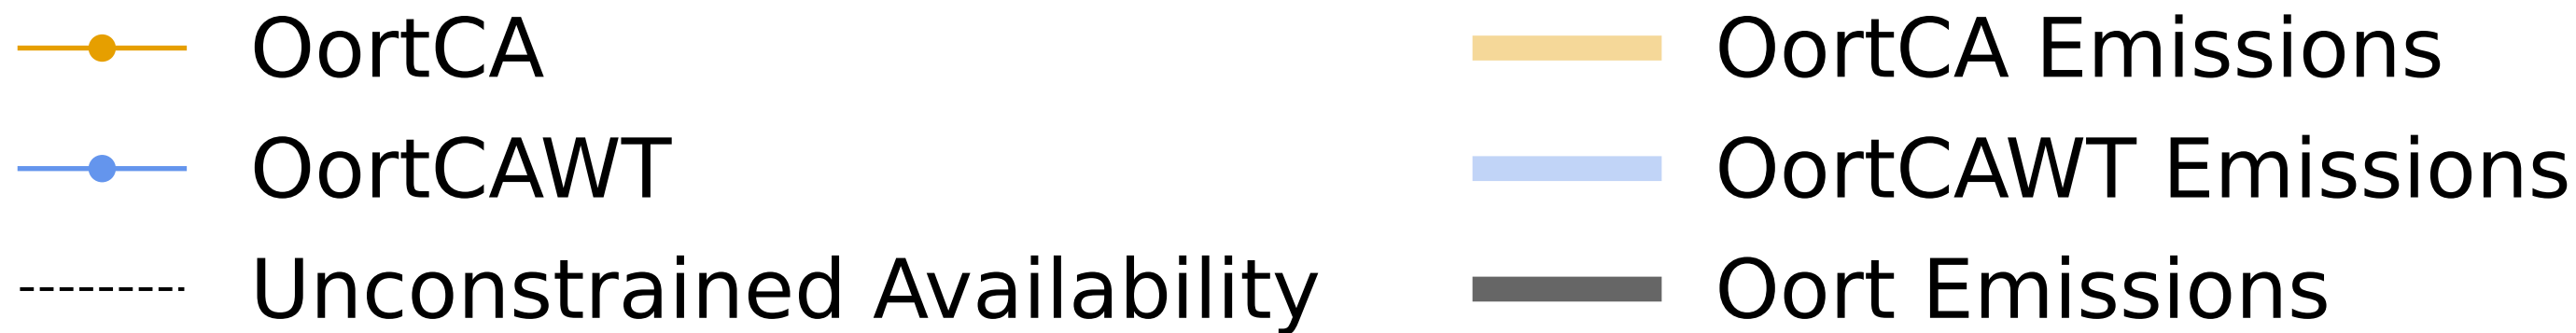 OortCA
OortCAWT
Unconstrained Availability
OortCA Emissions
OortCAWT Emissions
Oort Emissions